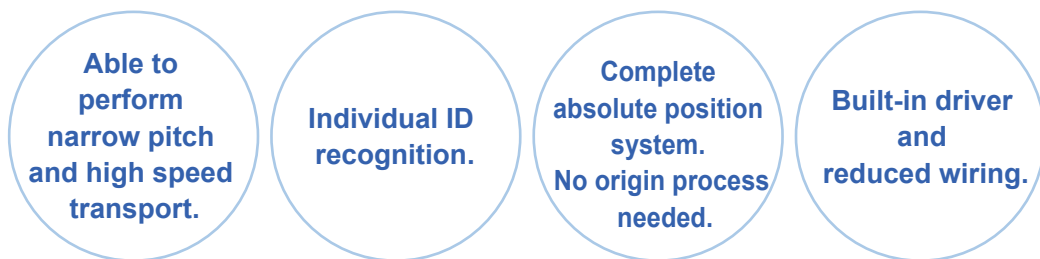 Able to
perform
narrow pitch
and high speed
transport.
Individual ID
recognition.
Complete
absolute position
system.
No origin process
needed.
Built-in driver
and
reduced wiring.